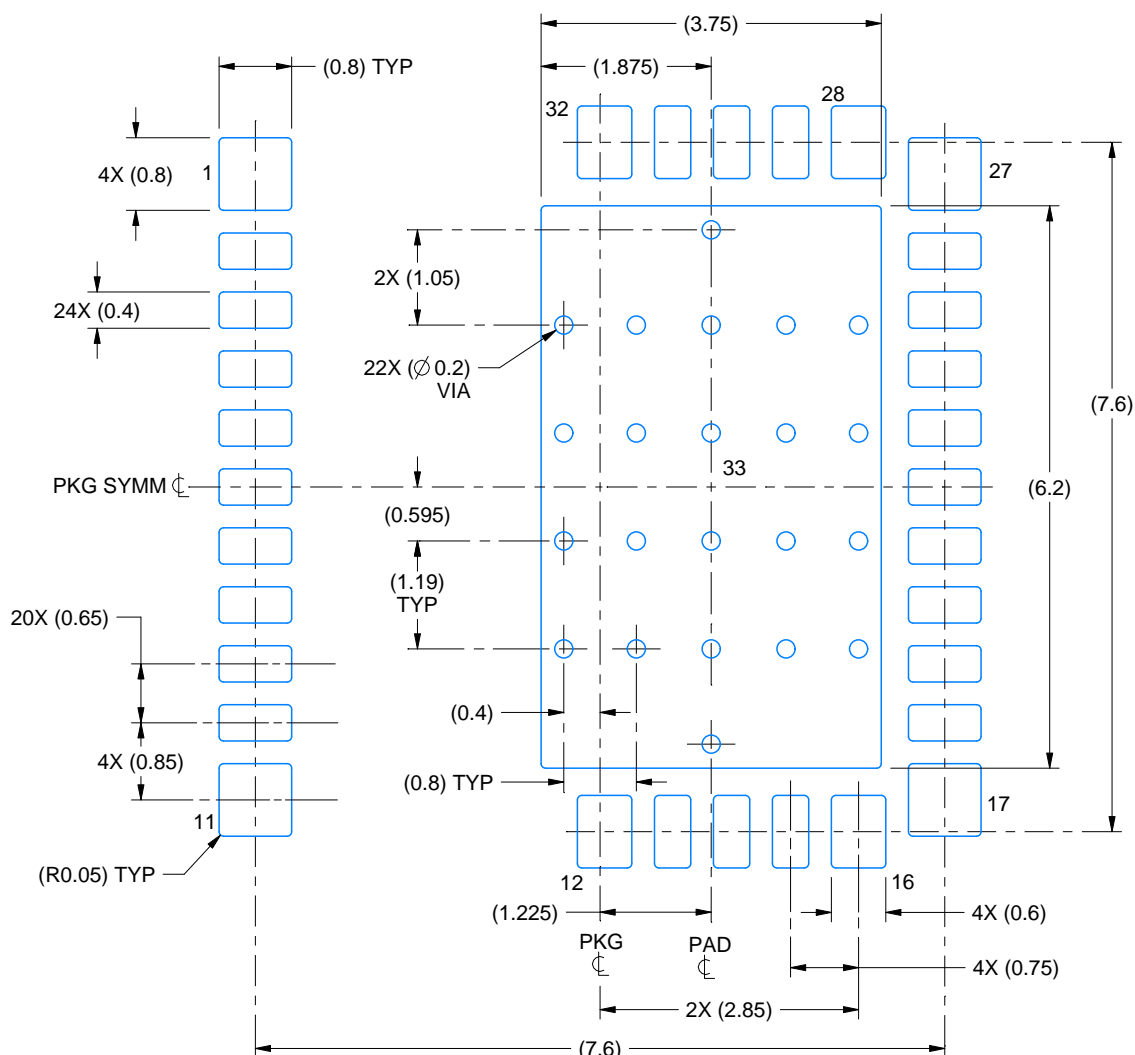 (3.75)
(0.8) TYP
(1.875)
32
28
4X (0.8)
1
27
2X (1.05)
24X (0.4)
22X (∅ 0.2)
VIA
(7.6)
33
PKG SYMM ℄
(6.2)
(0.595)
(1.19)
TYP
20X (0.65)
(0.4)
4X (0.85)
(0.8) TYP
11
17
(R0.05) TYP
12
16
(1.225)
4X (0.6)
PKG
℄
PAD
℄
4X (0.75)
2X (2.85)
(7.6)